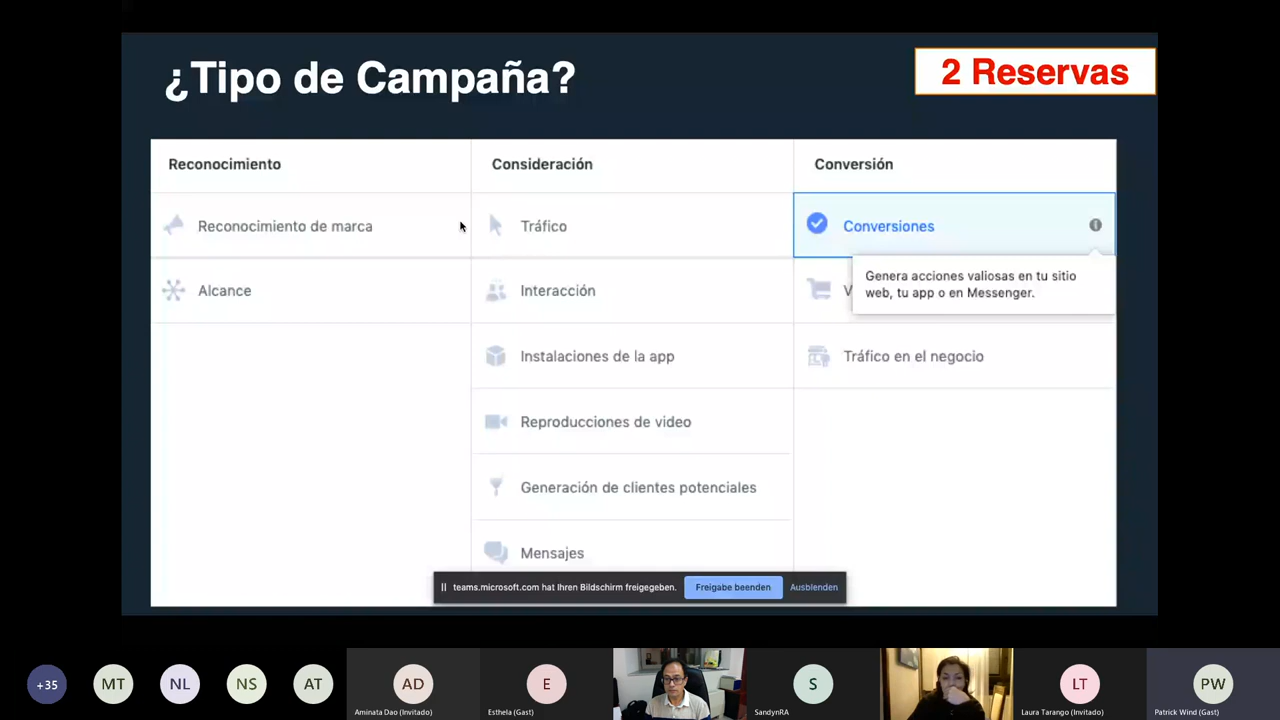 ¿Tipo de Campaña?
2 Reservas
Reconocimiento
Consideración
Conversión
Reconocimiento de marca
Tráfico
Conversiones
Alcance
Interacción
V
Genera acciones valiosas en tu sitio
web, tu app o en Messenger.
Instalaciones de la app
Tráfico en el negocio
Reproducciones de video
Generación de clientes potenciales
Mensajes
teams.microsoft.com hat Ihren Bildschirm freigegeben.
Freigabe beenden
Ausblenden
+35
MT
NL
NS
AT
AD
E
S
LT
PW
Aminata Dao (Invitado)
Esthela (Gast)
SandynRA
Laura Tarango (Invitado)
Patrick Wind (Gast)